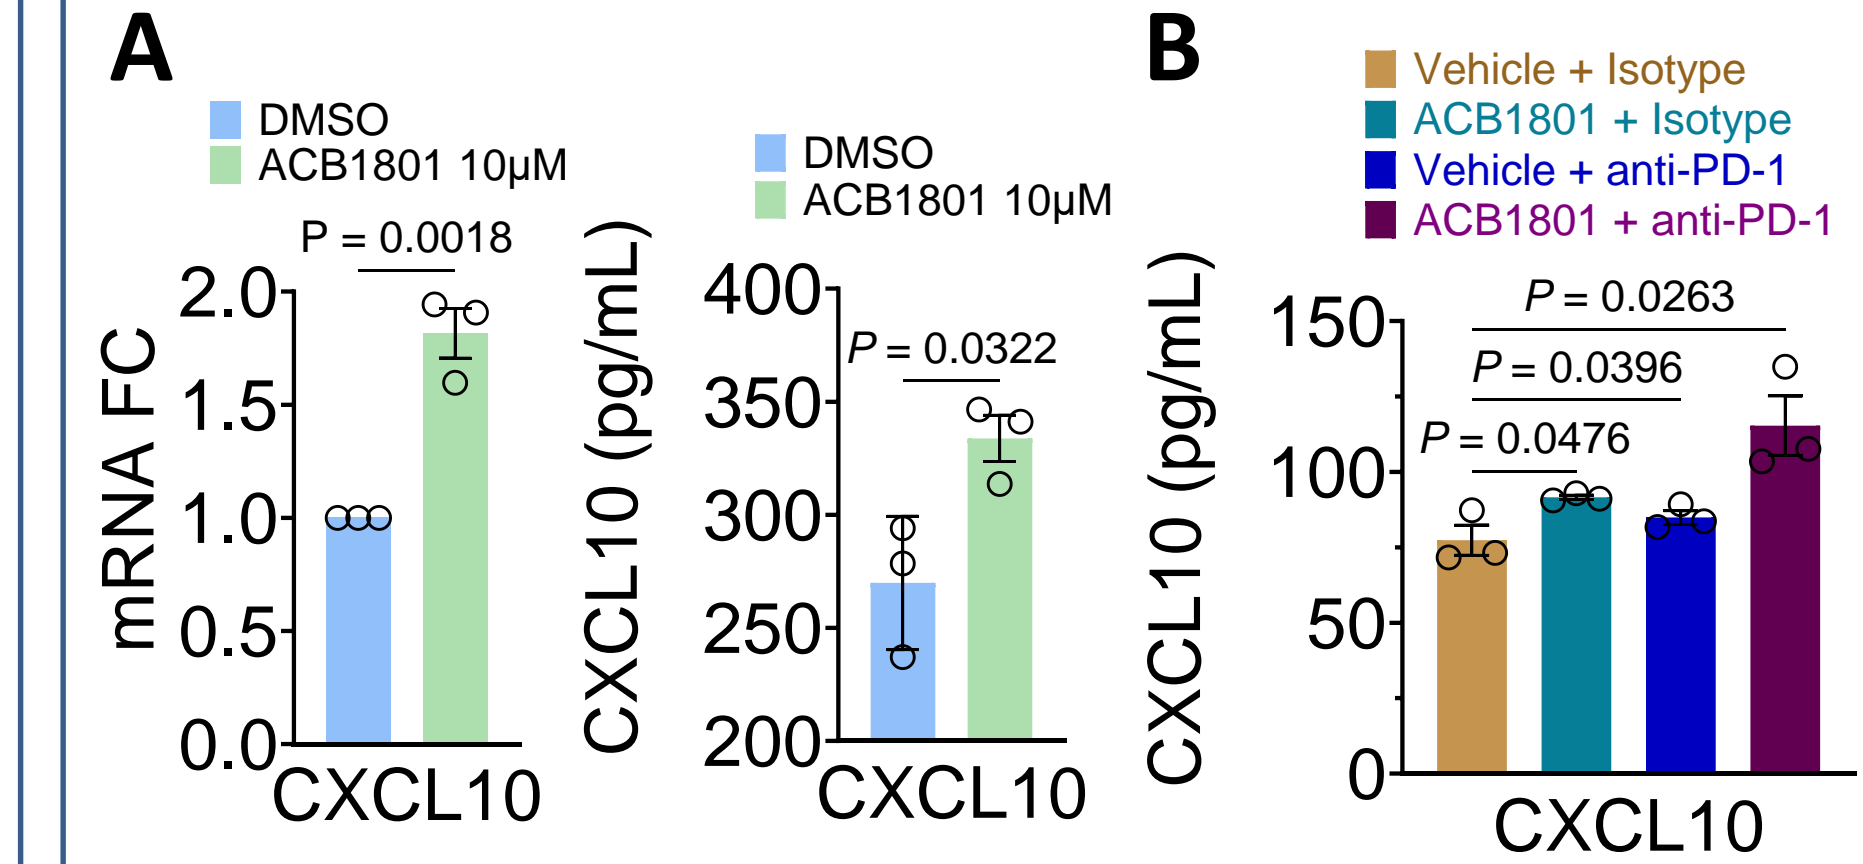 A
DMSO
ACB1801 10µM
P = 0.0018
mRNA FC
2.0
1.5
1.0
0.5
0.0
CXCL10
DMSO
ACB1801 10µM
P = 0.0322
CXCL10 (pg/mL)
400
350
300
250
200
CXCL10
B
Vehicle + Isotype
ACB1801 + Isotype
Vehicle + anti-PD-1
ACB1801 + anti-PD-1
P = 0.0263
P = 0.0396
P = 0.0476
CXCL10 (pg/mL)
150
100
50
0
CXCL10